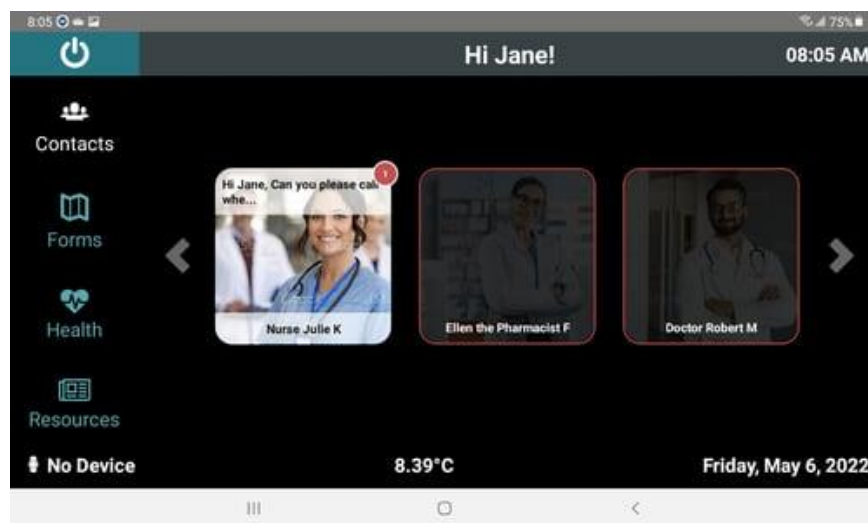 8:05
75%
Hi Jane!
08:05 AM
Contacts
Forms
Health
Resources
Hi Jane, Can you please call
whe...
1
Nurse Julie K
Ellen the Pharmacist F
Doctor Robert M
No Device
8.39°C
Friday, May 6, 2022